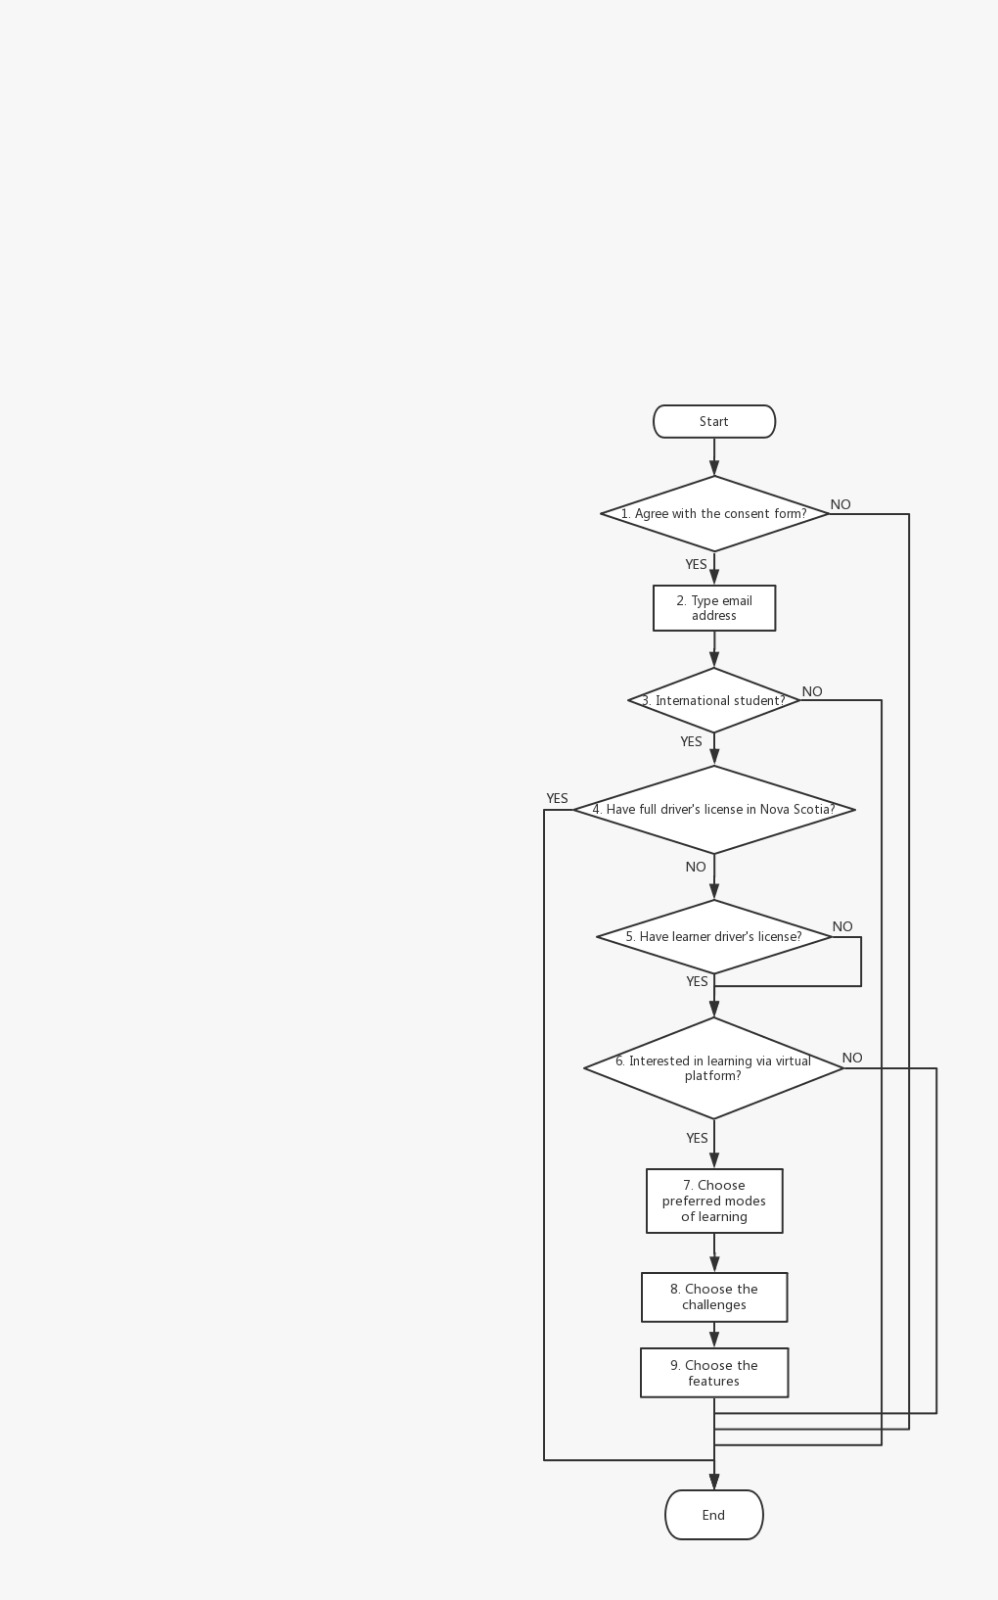 Start
1. Agree with the consent form?
NO
YES
2. Type email
address
3. International student?
NO
YES
YES
4. Have full driver's license in Nova Scotia?
NO
5. Have learner driver's license?
NO
YES
6. Interested in learning via virtual
platform?
NO
YES
7. Choose
preferred modes
of learning
8. Choose the
challenges
9. Choose the
features
End